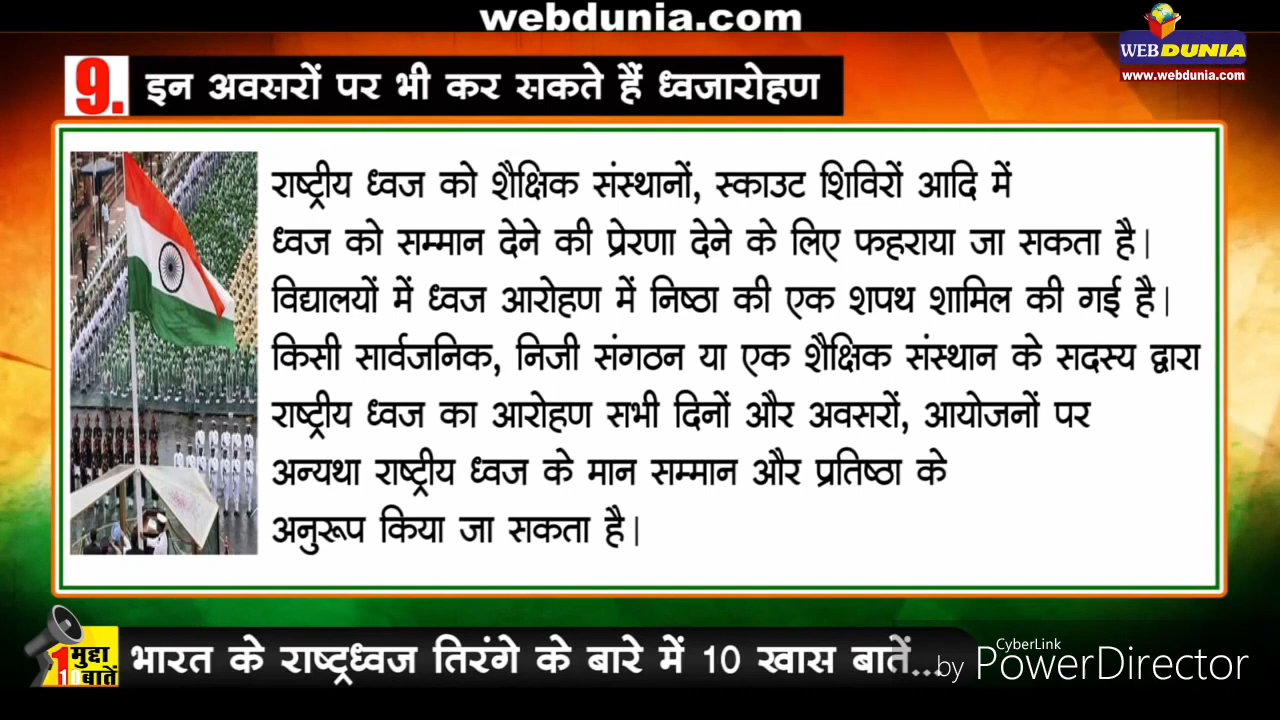 webdunia.com
WEBDUNIA
www.webdunia.com
9. इन अवसरों पर भी कर सकते हैं ध्वजारोहण
राष्ट्रीय ध्वज को शैक्षिक संस्थानों, स्काउट शिविरों आदि में
ध्वज को सम्मान देने की प्रेरणा देने के लिए फहराया जा सकता है।
विद्यालयों में ध्वज आरोहण में निष्ठा की एक शपथ शामिल की गई है।
किसी सार्वजनिक, निजी संगठन या एक शैक्षिक संस्थान के सदस्य द्वारा
राष्ट्रीय ध्वज का आरोहण सभी दिनों और अवसरों, आयोजनों पर
अन्यथा राष्ट्रीय ध्वज के मान सम्मान और प्रतिष्ठा के
अनुरूप किया जा सकता है।
1 मुद्दा
10 बातें
भारत के राष्ट्रध्वज तिरंगे के बारे में 10 खास बातें...
CyberLink
by PowerDirector